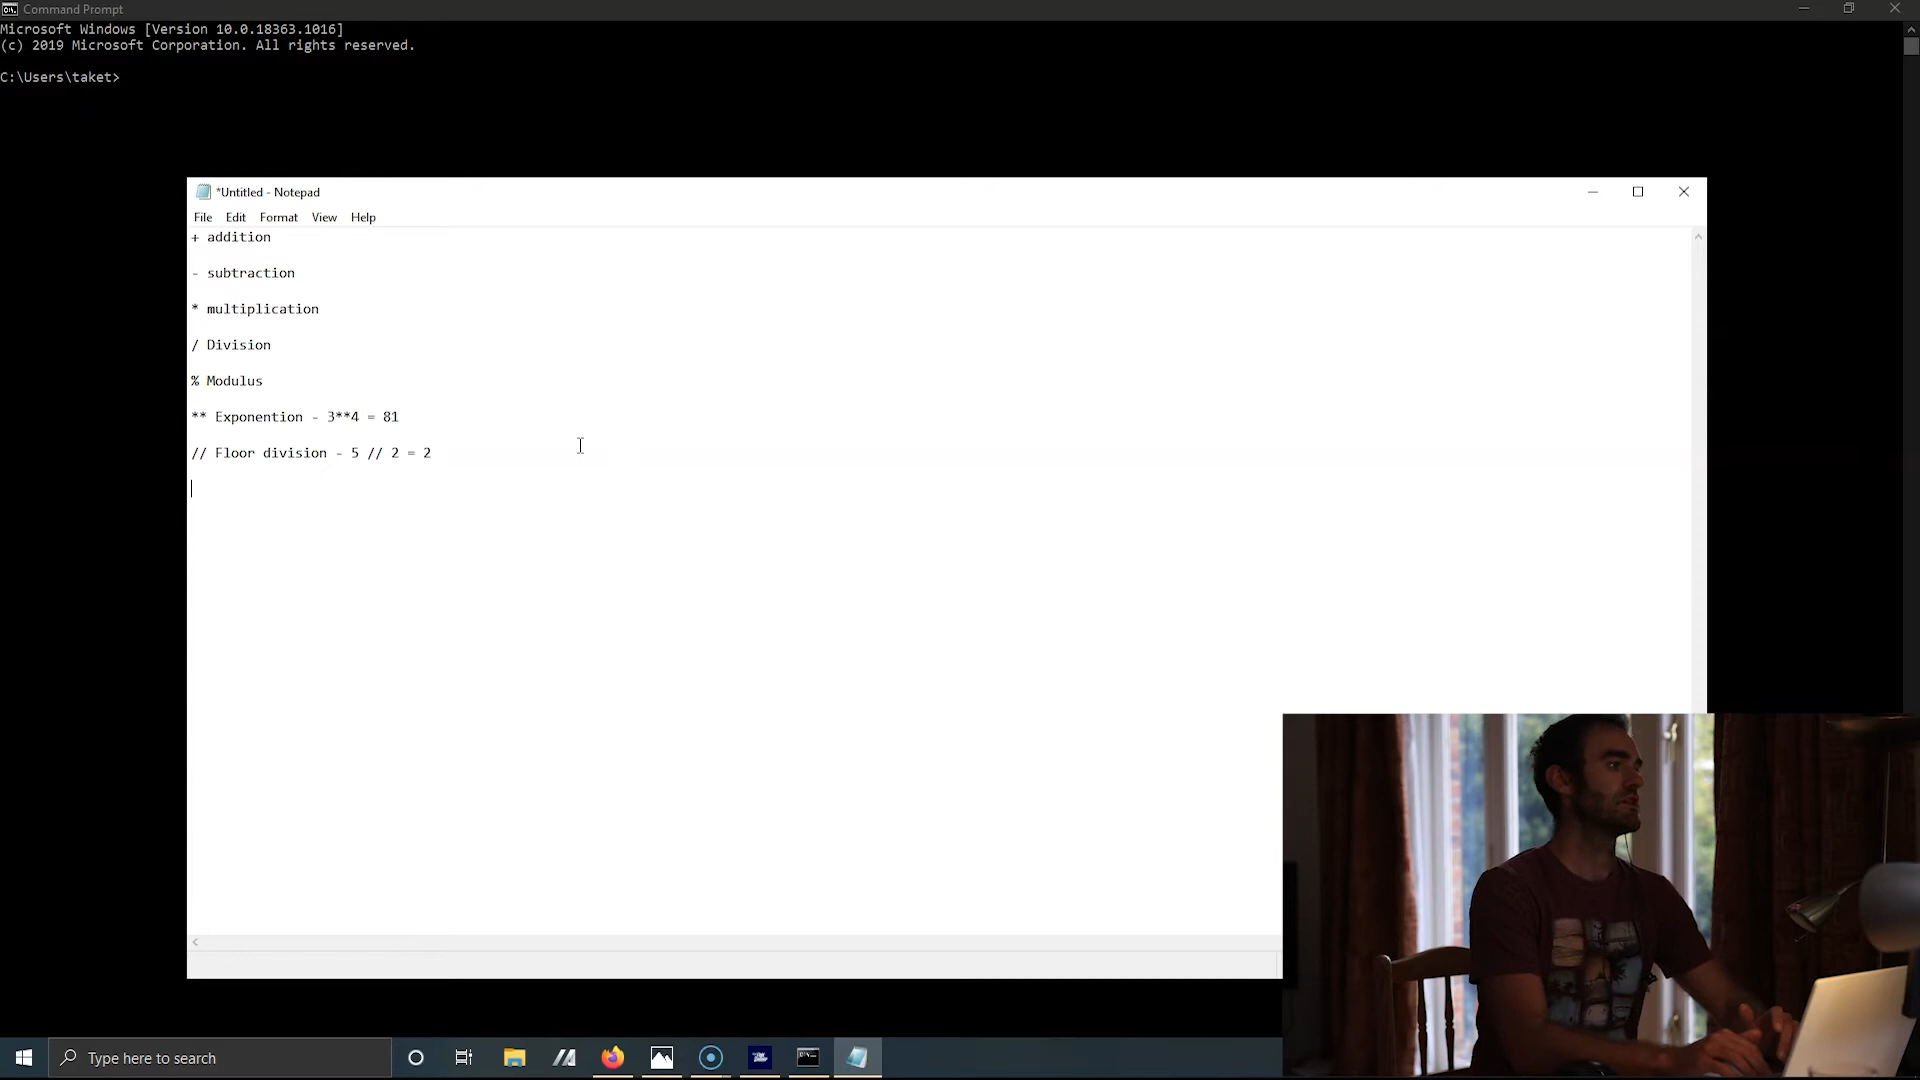 Command Prompt
Microsoft Windows [Version 10.0.18363.1016]
(c) 2019 Microsoft Corporation. All rights reserved.
C:\Users\taket>
*Untitled - Notepad
File Edit Format View Help
+ addition
- subtraction
* multiplication
/ Division
% Modulus
** Exponention - 3**4 = 81
// Floor division - 5 // 2 = 2
Type here to search